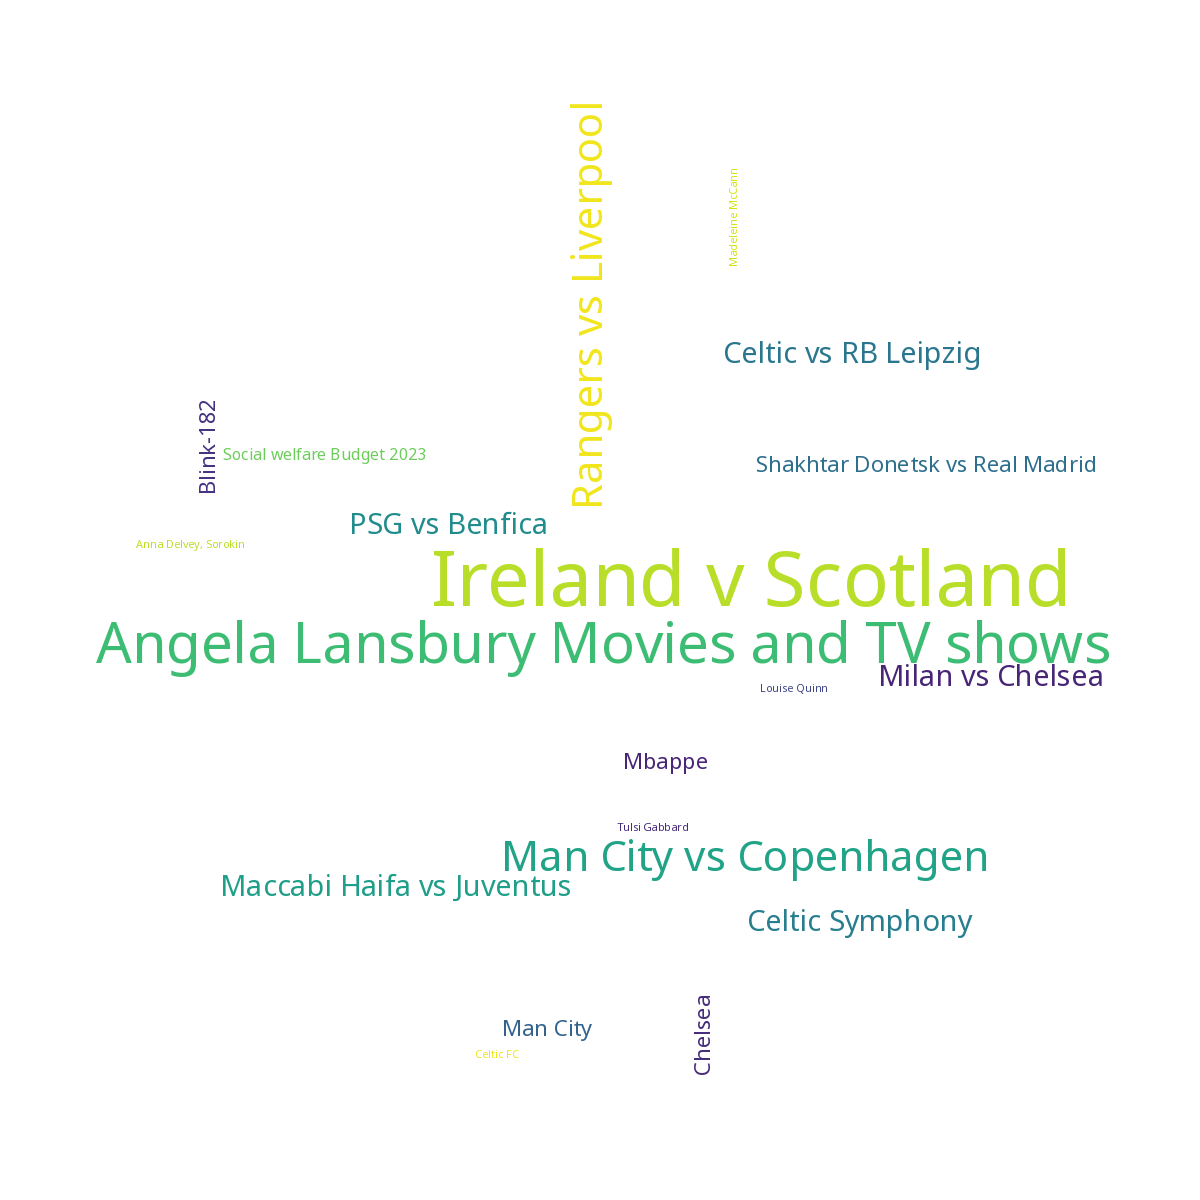 Rangers vs Liverpool
Madeleine McCann
Celtic vs RB Leipzig
Blink-182
Social welfare Budget 2023
Shakhtar Donetsk vs Real Madrid
PSG vs Benfica
Anna Delvey, Sorokin
Ireland v Scotland
Angela Lansbury Movies and TV shows
Milan vs Chelsea
Louise Quinn
Mbappe
Tulsi Gabbard
Man City vs Copenhagen
Maccabi Haifa vs Juventus
Celtic Symphony
Man City
Chelsea
Celtic FC